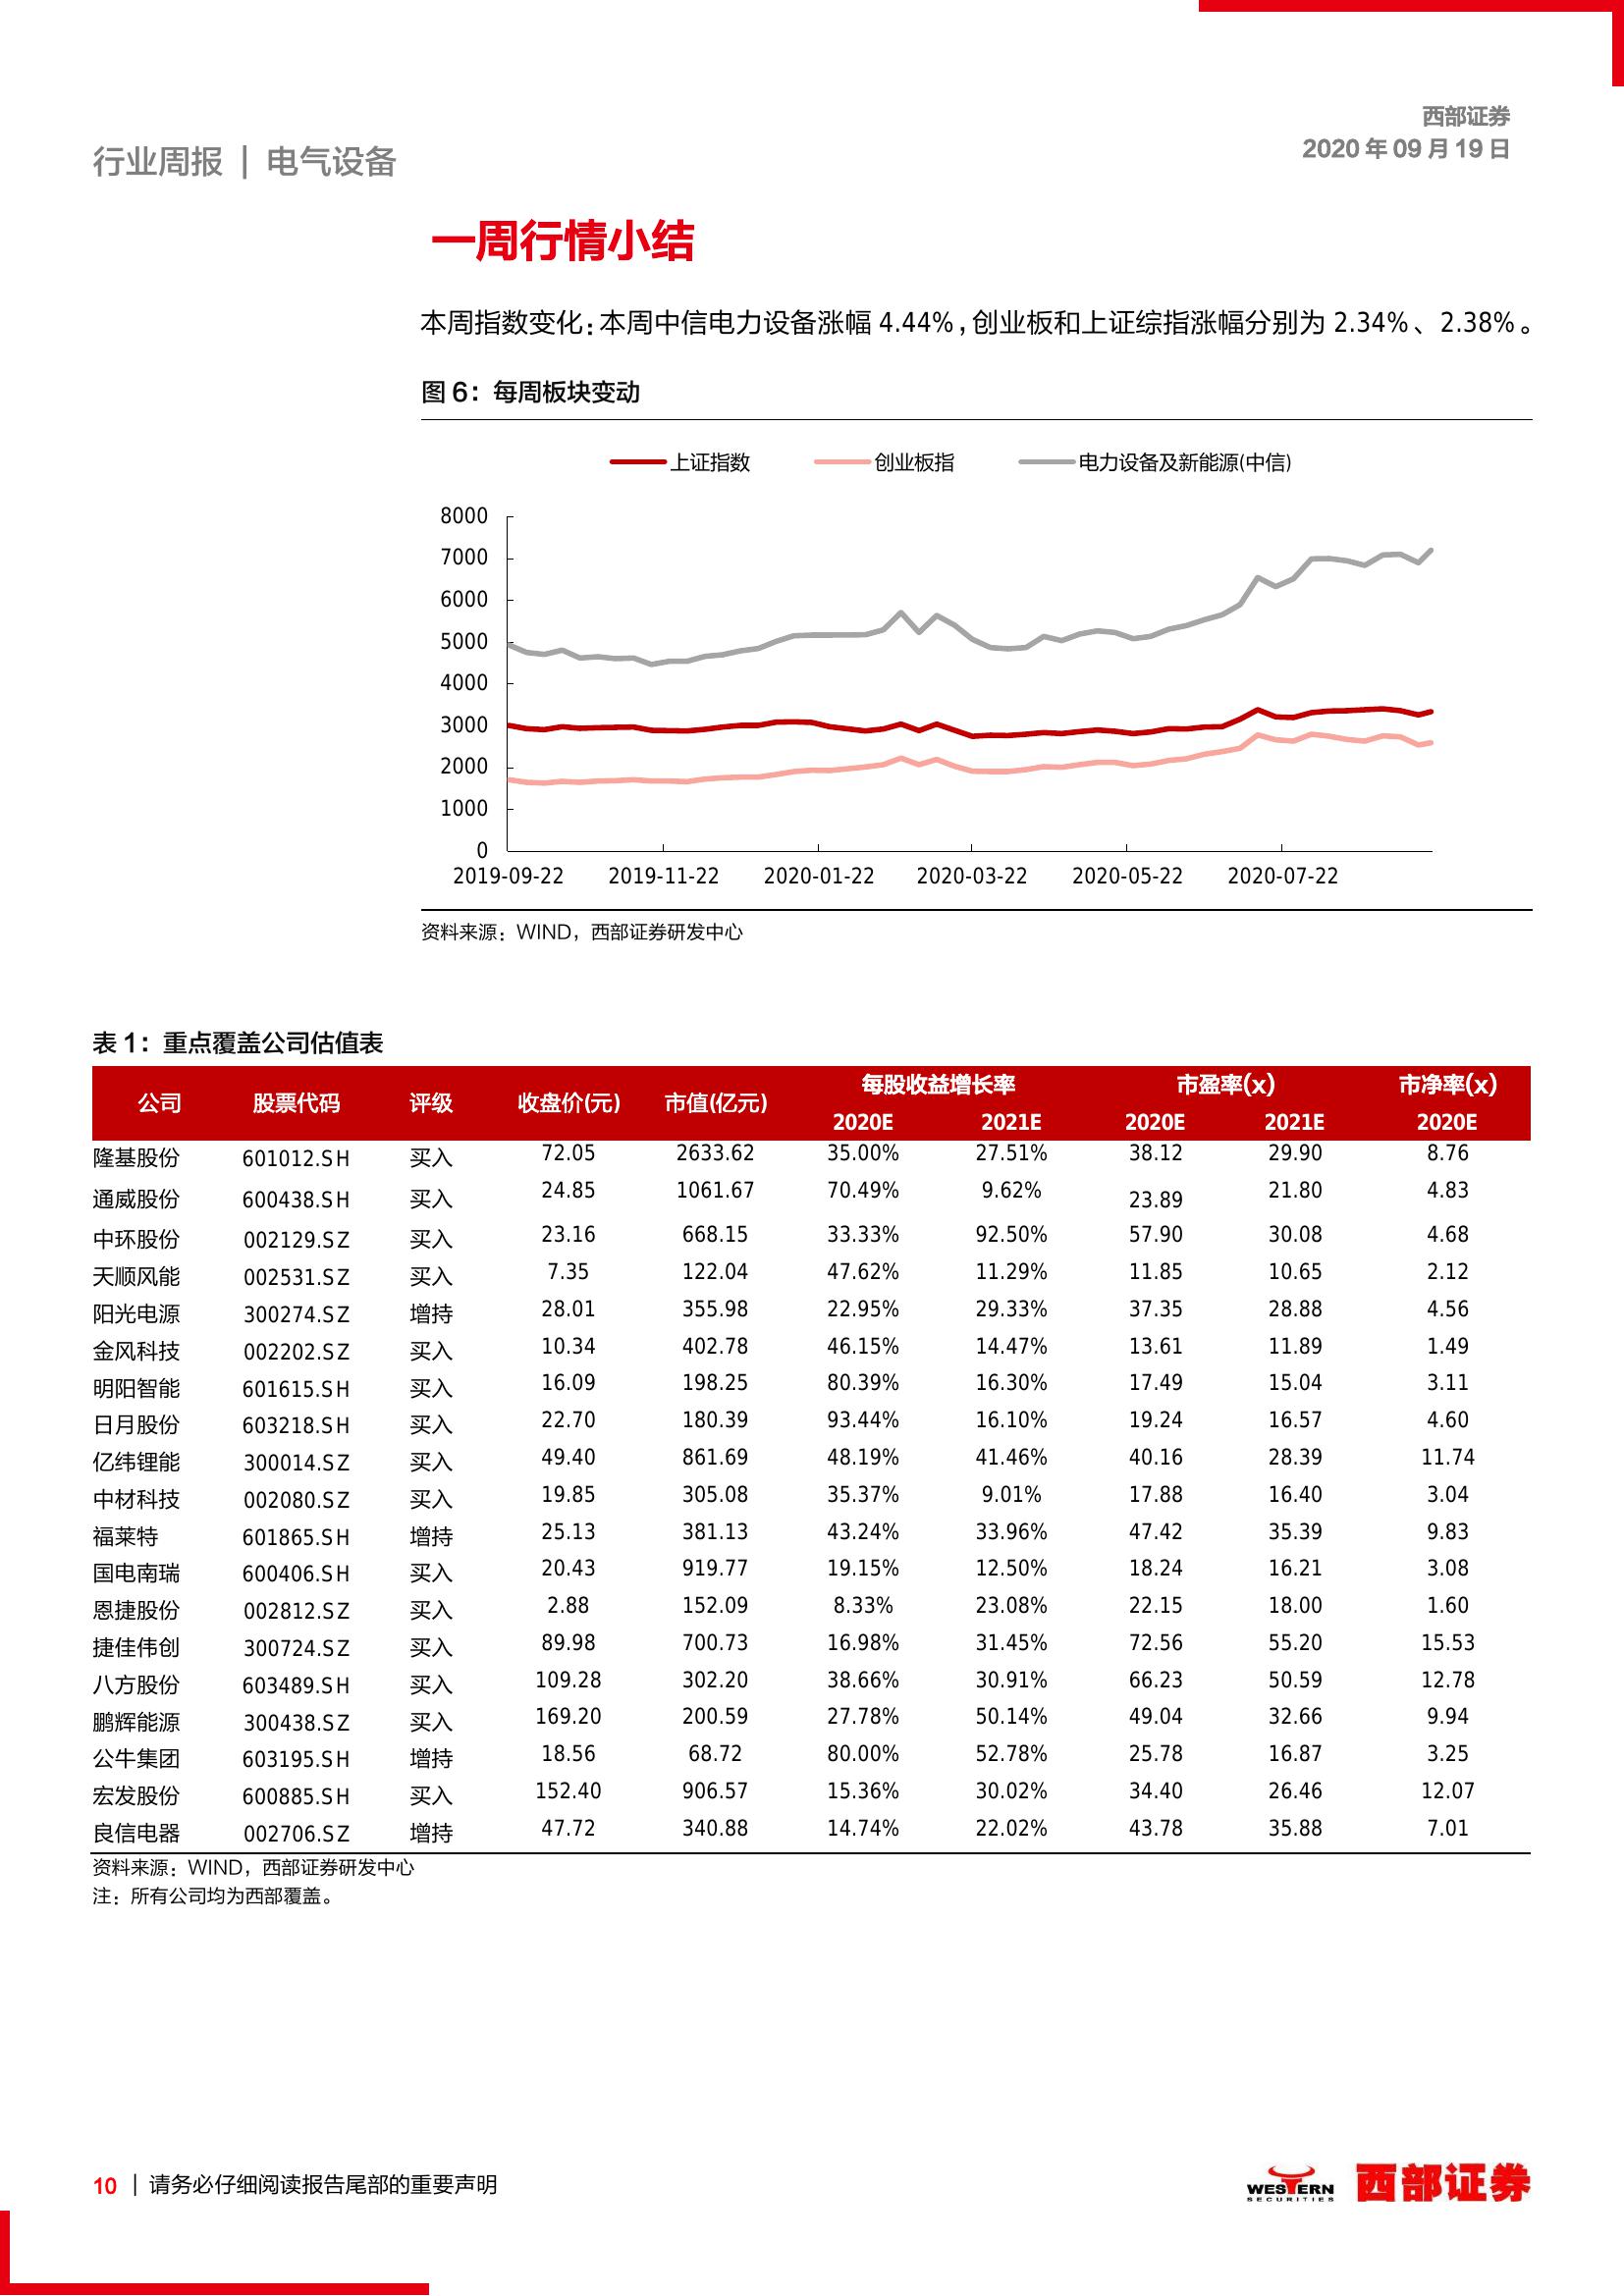 西部证券
2020 年 09 月 19 日
行业周报 | 电气设备
一周行情小结
本周指数变化：本周中信电力设备涨幅 4.44%，创业板和上证综指涨幅分别为 2.34%、2.38%。
图 6：每周板块变动
上证指数 创业板指 电力设备及新能源(中信)
8000
7000
6000
5000
4000
3000
2000
1000
0
2019-09-22 2019-11-22 2020-01-22 2020-03-22 2020-05-22 2020-07-22
资料来源：WIND，西部证券研发中心
表 1：重点覆盖公司估值表
公司 股票代码 评级 收盘价(元) 市值(亿元) 每股收益增长率 市盈率(x) 市净率(x)
2020E 2021E 2020E 2021E 2020E
隆基股份 601012.SH 买入 72.05 2633.62 35.00% 27.51% 38.12 29.90 8.76
通威股份 600438.SH 买入 24.85 1061.67 70.49% 9.62% 23.89 21.80 4.83
中环股份 002129.SZ 买入 23.16 668.15 33.33% 92.50% 57.90 30.08 4.68
天顺风能 002531.SZ 买入 7.35 122.04 47.62% 11.29% 11.85 10.65 2.12
阳光电源 300274.SZ 增持 28.01 355.98 22.95% 29.33% 37.35 28.88 4.56
金风科技 002202.SZ 买入 10.34 402.78 46.15% 14.47% 13.61 11.89 1.49
明阳智能 601615.SH 买入 16.09 198.25 80.39% 16.30% 17.49 15.04 3.11
日月股份 603218.SH 买入 22.70 180.39 93.44% 16.10% 19.24 16.57 4.60
亿纬锂能 300014.SZ 买入 49.40 861.69 48.19% 41.46% 40.16 28.39 11.74
中材科技 002080.SZ 买入 19.85 305.08 35.37% 9.01% 17.88 16.40 3.04
福莱特 601865.SH 增持 25.13 381.13 43.24% 33.96% 47.42 35.39 9.83
国电南瑞 600406.SH 买入 20.43 919.77 19.15% 12.50% 18.24 16.21 3.08
恩捷股份 002812.SZ 买入 2.88 152.09 8.33% 23.08% 22.15 18.00 1.60
捷佳伟创 300724.SZ 买入 89.98 700.73 16.98% 31.45% 72.56 55.20 15.53
八方股份 603489.SH 买入 109.28 302.20 38.66% 30.91% 66.23 50.59 12.78
鹏辉能源 300438.SZ 买入 169.20 200.59 27.78% 50.14% 49.04 32.66 9.94
公牛集团 603195.SH 增持 18.56 68.72 80.00% 52.78% 25.78 16.87 3.25
宏发股份 600885.SH 买入 152.40 906.57 15.36% 30.02% 34.40 26.46 12.07
良信电器 002706.SZ 增持 47.72 340.88 14.74% 22.02% 43.78 35.88 7.01
资料来源：WIND，西部证券研发中心
注：所有公司均为西部覆盖。
10 | 请务必仔细阅读报告尾部的重要声明
WESTERN
SECURITIES
西部证券